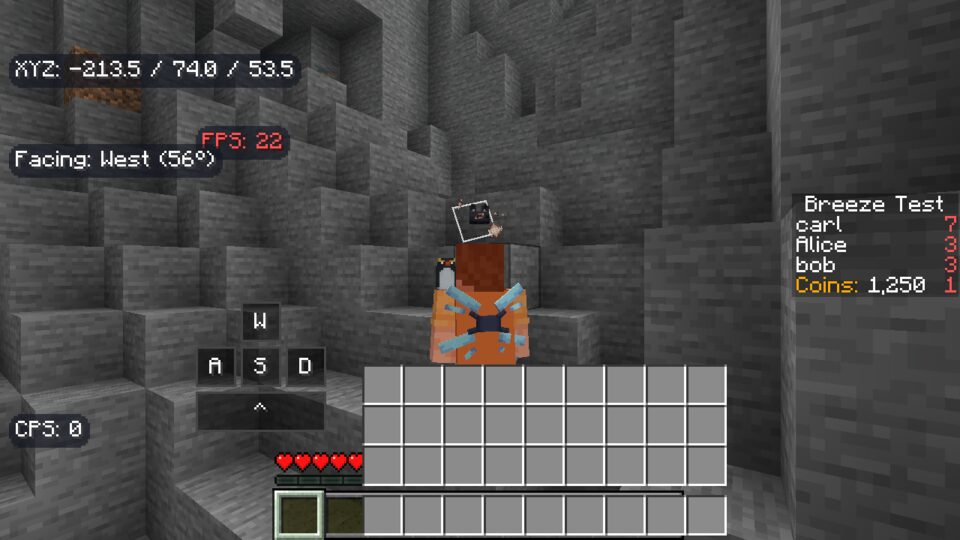 XYZ: -213.5 / 74.0 / 53.5
FPS: 22
Facing: West (56°)
Breeze Test
carl 7
Alice 3
bob 3
Coins: 1,250 1
W
A S D
^
CPS: 0